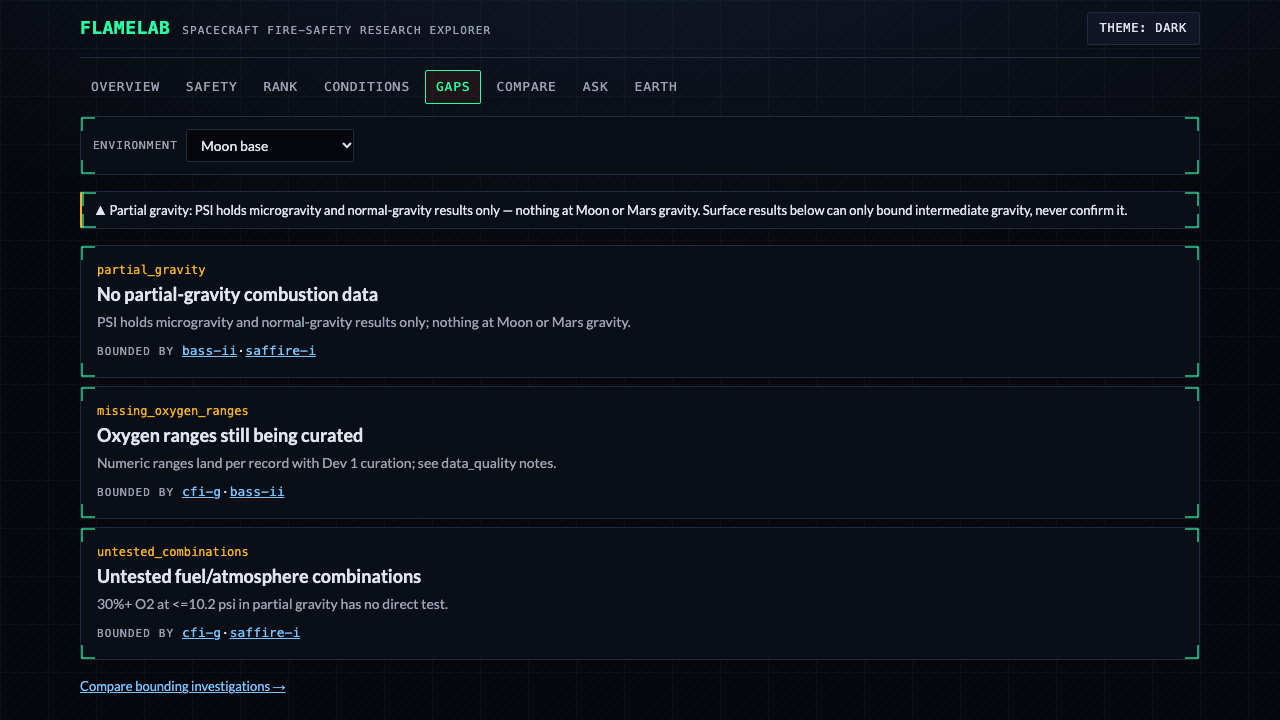 FLAMELAB SPACECRAFT FIRE-SAFETY RESEARCH EXPLORER THEME: DARK
OVERVIEW SAFETY RANK CONDITIONS GAPS COMPARE ASK EARTH
ENVIRONMENT Moon base
▲ Partial gravity: PSI holds microgravity and normal-gravity results only — nothing at Moon or Mars gravity. Surface results below can only bound intermediate gravity, never confirm it.
partial_gravity
No partial-gravity combustion data
PSI holds microgravity and normal-gravity results only; nothing at Moon or Mars gravity.
BOUNDED BY bass-ii · saffire-i
missing_oxygen_ranges
Oxygen ranges still being curated
Numeric ranges land per record with Dev 1 curation; see data_quality notes.
BOUNDED BY cfi-g · bass-ii
untested_combinations
Untested fuel/atmosphere combinations
30%+ O2 at <=10.2 psi in partial gravity has no direct test.
BOUNDED BY cfi-g · saffire-i
Compare bounding investigations →